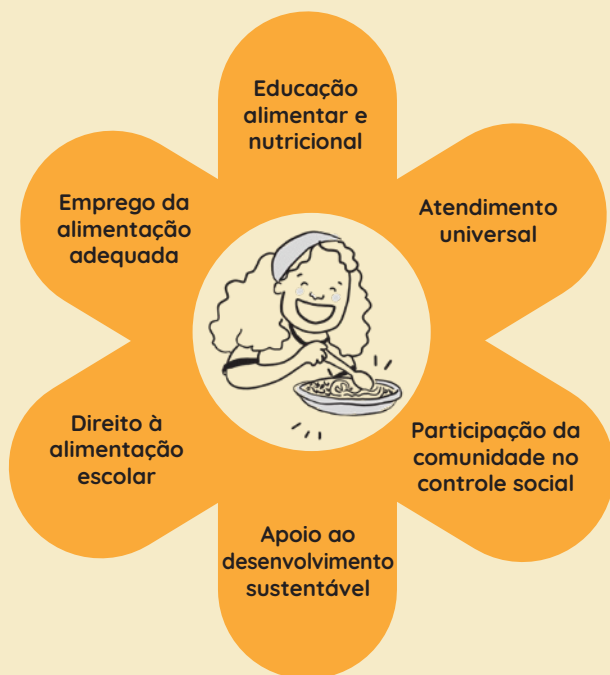 Educação
alimentar e
nutricional
Atendimento
universal
Participação da
comunidade no
controle social
Apoio ao
desenvolvimento
sustentável
Direito à
alimentação
escolar
Emprego da
alimentação
adequada